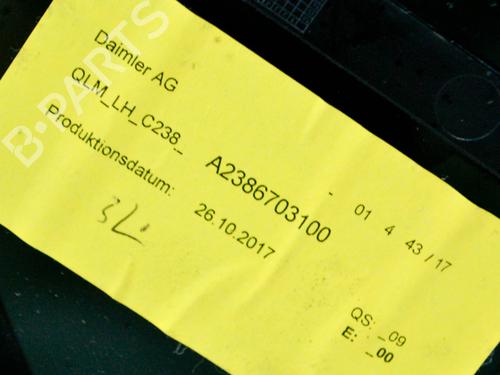 Daimler AG
QLM_LH_C238_
A2386703100
- 01 4 43 / 17
Produktionsdatum: 26.10.2017
QS: _09
E: _00
B-PARTS